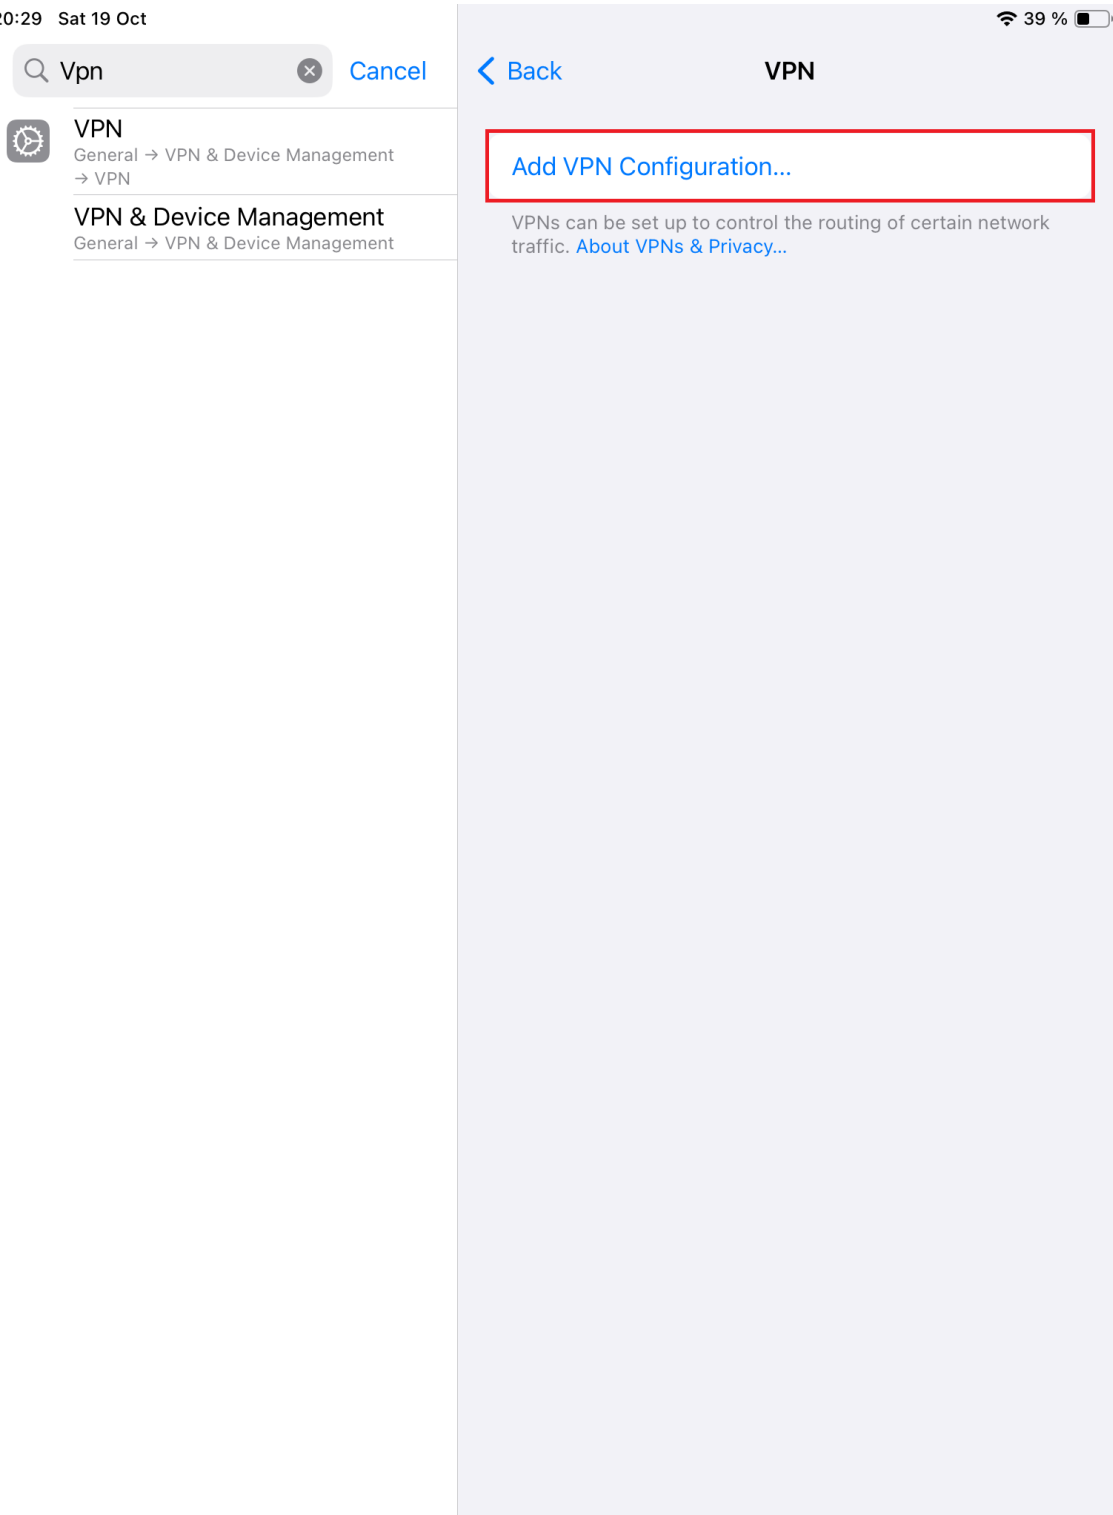 20:29 Sat 19 Oct
39 %
Vpn
Cancel
VPN
General → VPN & Device Management
→ VPN
VPN & Device Management
General → VPN & Device Management
Back
VPN
Add VPN Configuration...
VPNs can be set up to control the routing of certain network
traffic. About VPNs & Privacy...